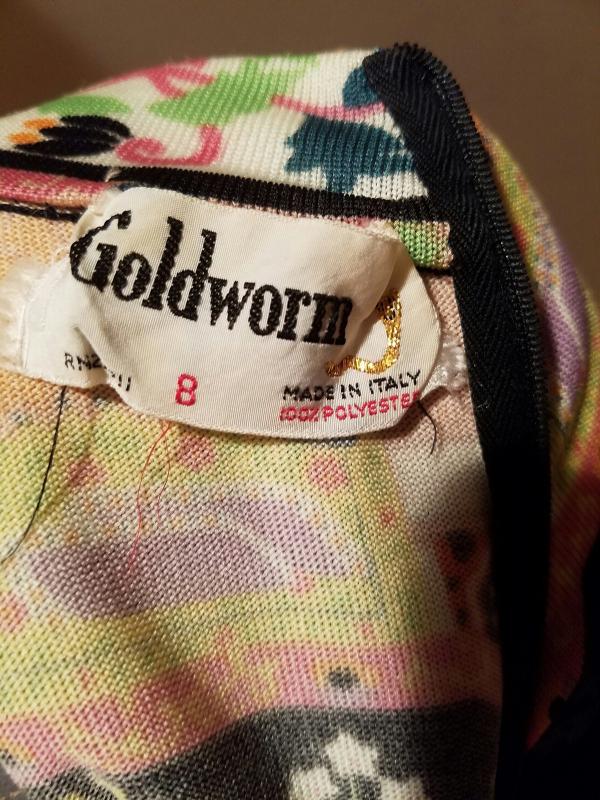 Goldworm
8
MADE IN ITALY
100% POLYESTER